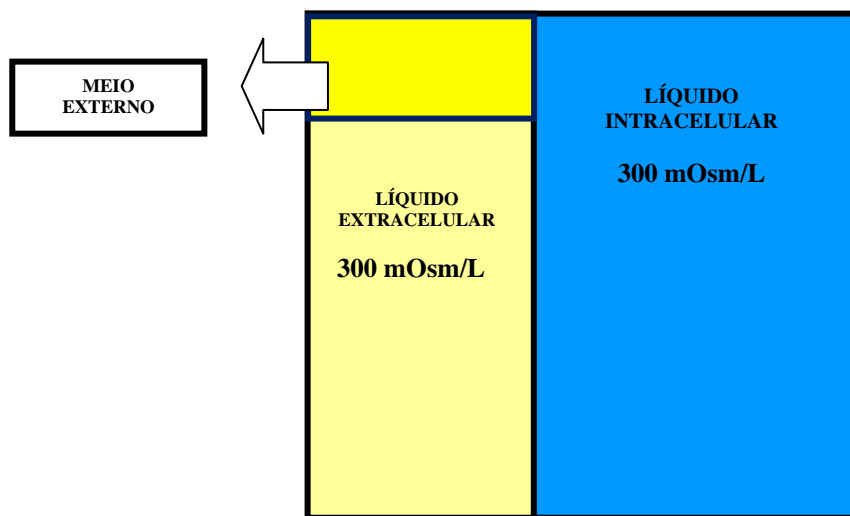 MEIO
EXTERNO
LÍQUIDO
EXTRACELULAR
300 mOsm/L
LÍQUIDO
INTRACELULAR
300 mOsm/L